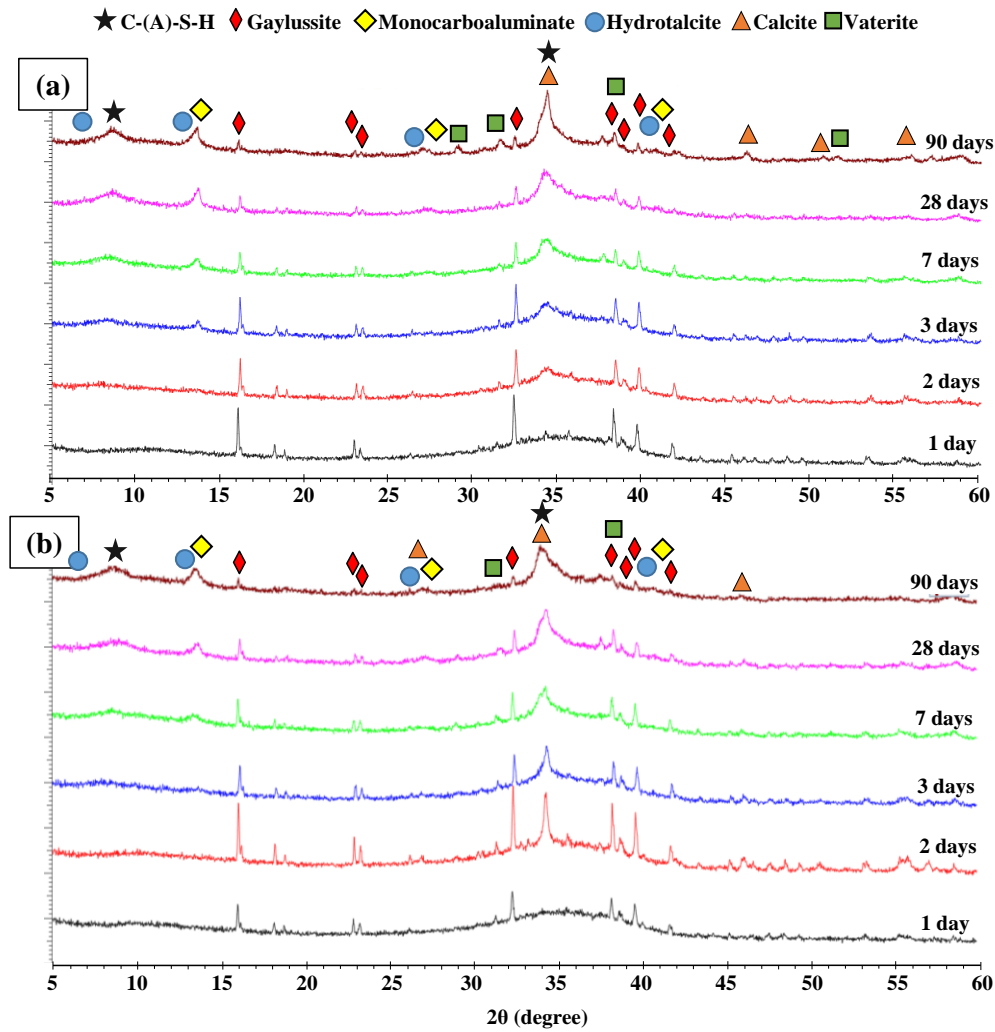 C-(A)-S-H Gaylussite Monocarboaluminate Hydrotalcite Calcite Vaterite
(a)
90 days
28 days
7 days
3 days
2 days
1 day
5 10 15 20 25 30 35 40 45 50 55 60
(b)
90 days
28 days
7 days
3 days
2 days
1 day
5 10 15 20 25 30 35 40 45 50 55 60
2θ (degree)